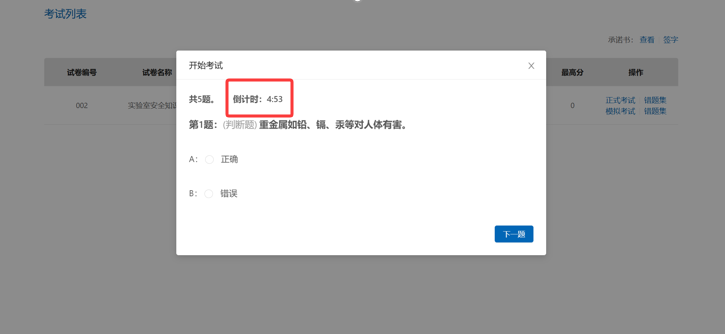 考试列表
承诺书： 查看 签字
试卷编号 试卷名称 最高分 操作
002 实验室安全知识 0 正式考试 错题集
模拟考试 错题集
开始考试
共5题。 倒计时：4:53
第1题：(判断题) 重金属如铅、镉、汞等对人体有害。
A： 正确
B： 错误
下一题